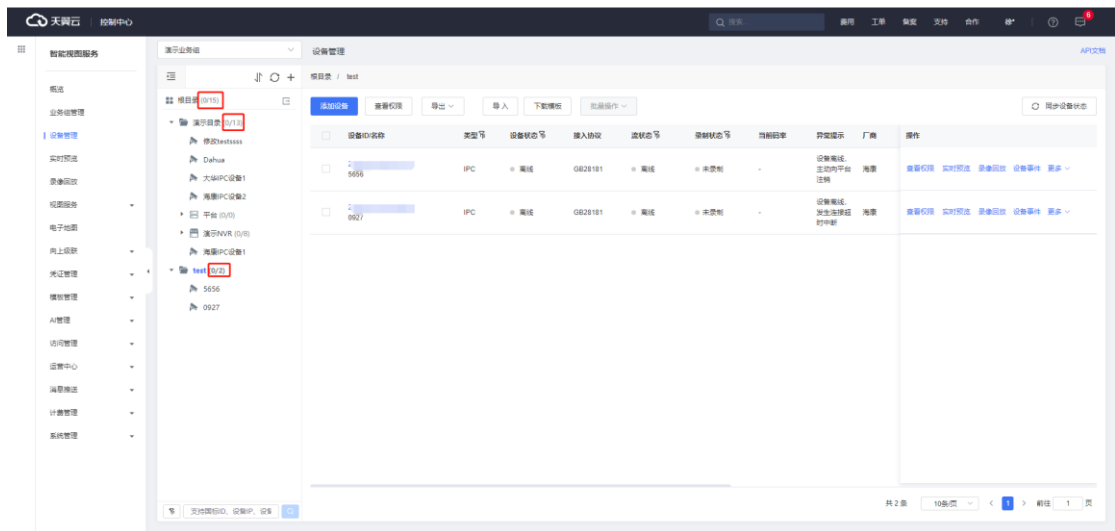 天翼云 控制中心 搜索... 费用 工单 备案 支持 合作 6
智能视图服务
概览
业务组管理
设备管理
实时预览
录像回放
视图服务
电子地图
向上级联
凭证管理
模板管理
AI管理
访问管理
运营中心
消息推送
计费管理
系统管理
演示业务组
根目录 (0/15)
演示目录 (0/13)
修改testssss
Dahua
大华IPC设备1
海康IPC设备2
平台 (0/0)
演示NVR (0/8)
海康IPC设备1
test (0/2)
5656
0927
支持国标ID、设备IP、设备
设备管理 API文档
根目录 / test
添加设备 查看权限 导出 导入 下载模板 批量操作 同步设备状态
设备ID/名称 类型 设备状态 接入协议 流状态 录制状态 当前码率 异常提示 厂商 操作
2
5656 IPC 离线 GB28181 离线 未录制 - 设备离线，主动向平台注销 海康 查看权限 实时预览 录像回放 设备事件 更多
2
0927 IPC 离线 GB28181 离线 未录制 - 设备离线，发生连接超时中断 海康 查看权限 实时预览 录像回放 设备事件 更多
共 2 条 10条/页 1 前往 1 页